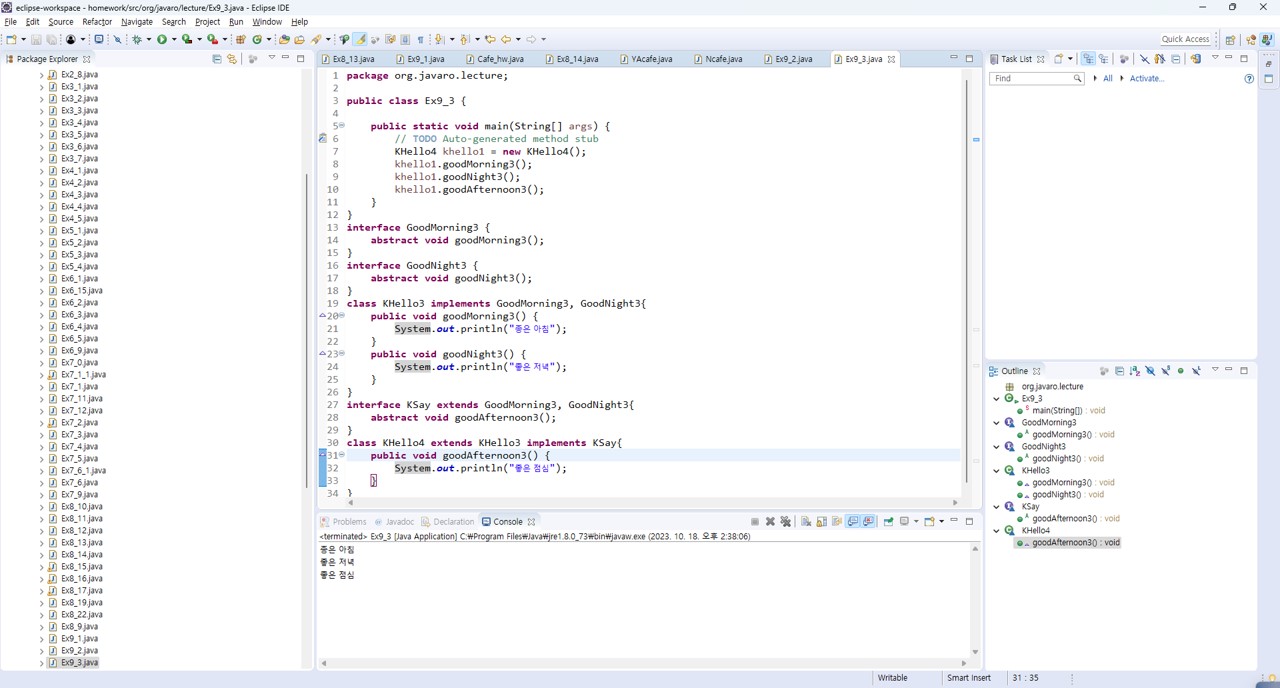 eclipse-workspace - homework/src/org/javaro/lecture/Ex9_3.java - Eclipse IDE
File Edit Source Refactor Navigate Search Project Run Window Help
Quick Access
Package Explorer
Ex2_8.java
Ex3_1.java
Ex3_2.java
Ex3_3.java
Ex3_4.java
Ex3_5.java
Ex3_6.java
Ex3_7.java
Ex4_1.java
Ex4_2.java
Ex4_3.java
Ex4_4.java
Ex4_5.java
Ex5_1.java
Ex5_2.java
Ex5_3.java
Ex5_4.java
Ex6_1.java
Ex6_15.java
Ex6_2.java
Ex6_3.java
Ex6_4.java
Ex6_5.java
Ex6_9.java
Ex7_0.java
Ex7_1_1.java
Ex7_1.java
Ex7_11.java
Ex7_12.java
Ex7_2.java
Ex7_3.java
Ex7_4.java
Ex7_5.java
Ex7_6_1.java
Ex7_6.java
Ex7_9.java
Ex8_10.java
Ex8_11.java
Ex8_12.java
Ex8_13.java
Ex8_14.java
Ex8_15.java
Ex8_16.java
Ex8_17.java
Ex8_19.java
Ex8_22.java
Ex8_9.java
Ex9_1.java
Ex9_2.java
Ex9_3.java
Ex8_13.java Ex9_1.java Cafe_hw.java Ex8_14.java YAcafe.java Ncafe.java Ex9_2.java Ex9_3.java
1 package org.javaro.lecture;
2
3 public class Ex9_3 {
4
5 public static void main(String[] args) {
6 // TODO Auto-generated method stub
7 KHello4 khello1 = new KHello4();
8 khello1.goodMorning3();
9 khello1.goodNight3();
10 khello1.goodAfternoon3();
11 }
12 }
13 interface GoodMorning3 {
14 abstract void goodMorning3();
15 }
16 interface GoodNight3 {
17 abstract void goodNight3();
18 }
19 class KHello3 implements GoodMorning3, GoodNight3{
20 public void goodMorning3() {
21 System.out.println("좋은 아침");
22 }
23 public void goodNight3() {
24 System.out.println("좋은 저녁");
25 }
26 }
27 interface KSay extends GoodMorning3, GoodNight3{
28 abstract void goodAfternoon3();
29 }
30 class KHello4 extends KHello3 implements KSay{
31 public void goodAfternoon3() {
32 System.out.println("좋은 점심");
33 }
34 }
Problems Javadoc Declaration Console
<terminated> Ex9_3 [Java Application] C:₩Program Files₩Java₩jre1.8.0_73₩bin₩javaw.exe (2023. 10. 18. 오후 2:38:06)
좋은 아침
좋은 저녁
좋은 점심
Task List
Find All Activate...
Outline
org.javaro.lecture
Ex9_3
main(String[]) : void
GoodMorning3
goodMorning3() : void
GoodNight3
goodNight3() : void
KHello3
goodMorning3() : void
goodNight3() : void
KSay
goodAfternoon3() : void
KHello4
goodAfternoon3() : void
Writable Smart Insert 31 : 35